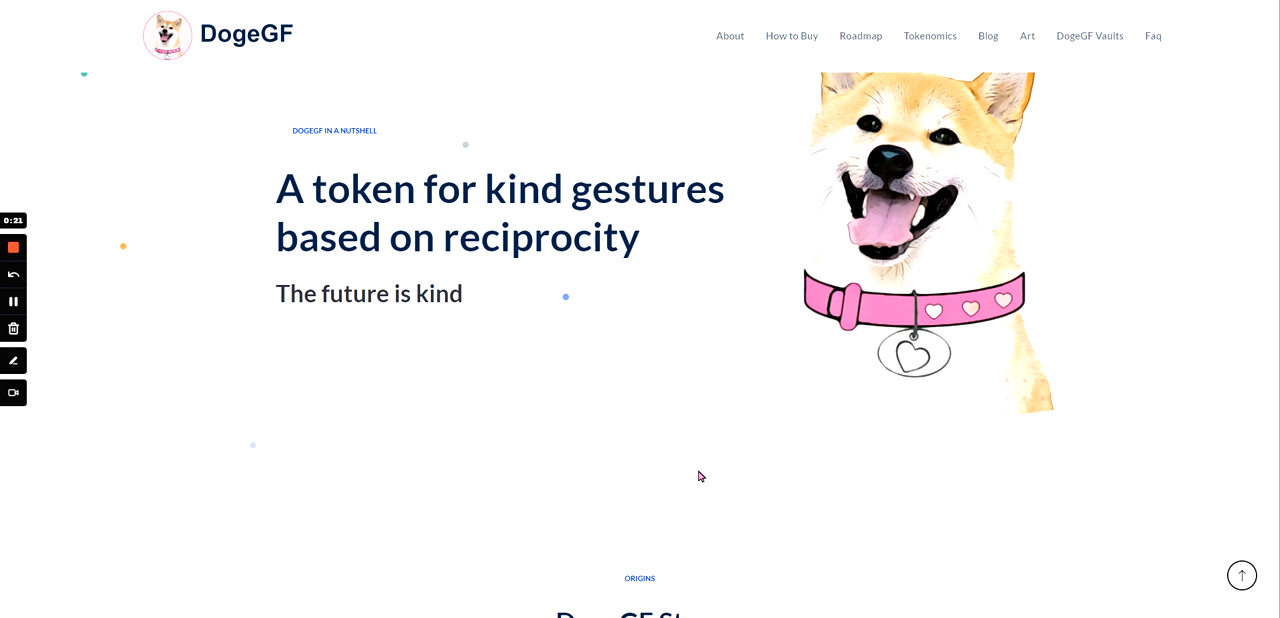 DogeGF
About
How to Buy
Roadmap
Tokenomics
Blog
Art
DogeGF Vaults
Faq
DOGEGF IN A NUTSHELL
A token for kind gestures
based on reciprocity
The future is kind
0:21
ORIGINS